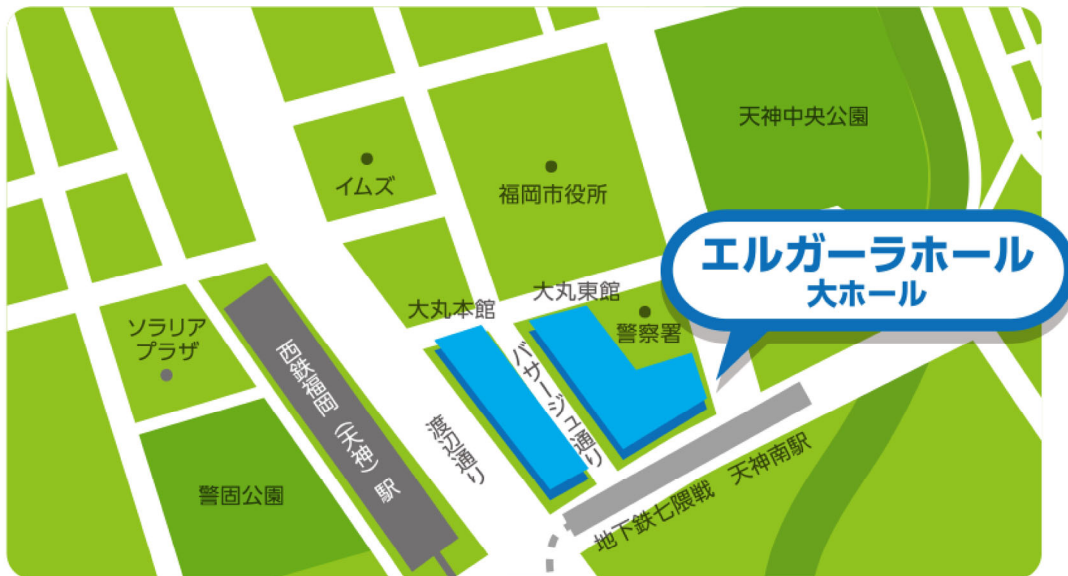 天神中央公園
イムズ
福岡市役所
エルガーラホール
大ホール
大丸本館
大丸東館
警察署
ソラリア
プラザ
西鉄福岡（天神）駅
バサージュ通り
渡辺通り
警固公園
地下鉄七隈戦　天神南駅